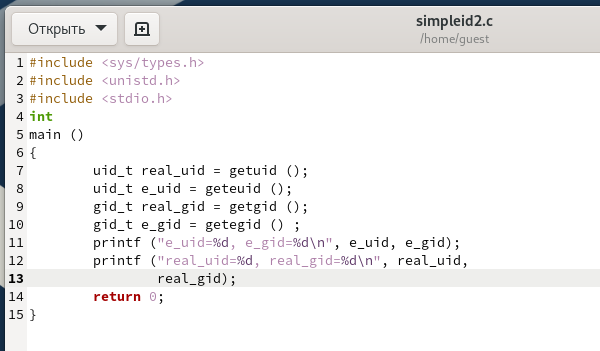 Открыть
simpleid2.c
/home/guest
1 #include <sys/types.h>
2 #include <unistd.h>
3 #include <stdio.h>
4 int
5 main ()
6 {
7         uid_t real_uid = getuid ();
8         uid_t e_uid = geteuid ();
9         gid_t real_gid = getgid ();
10         gid_t e_gid = getegid () ;
11         printf ("e_uid=%d, e_gid=%d\n", e_uid, e_gid);
12         printf ("real_uid=%d, real_gid=%d\n", real_uid,
13                 real_gid);
14         return 0;
15 }